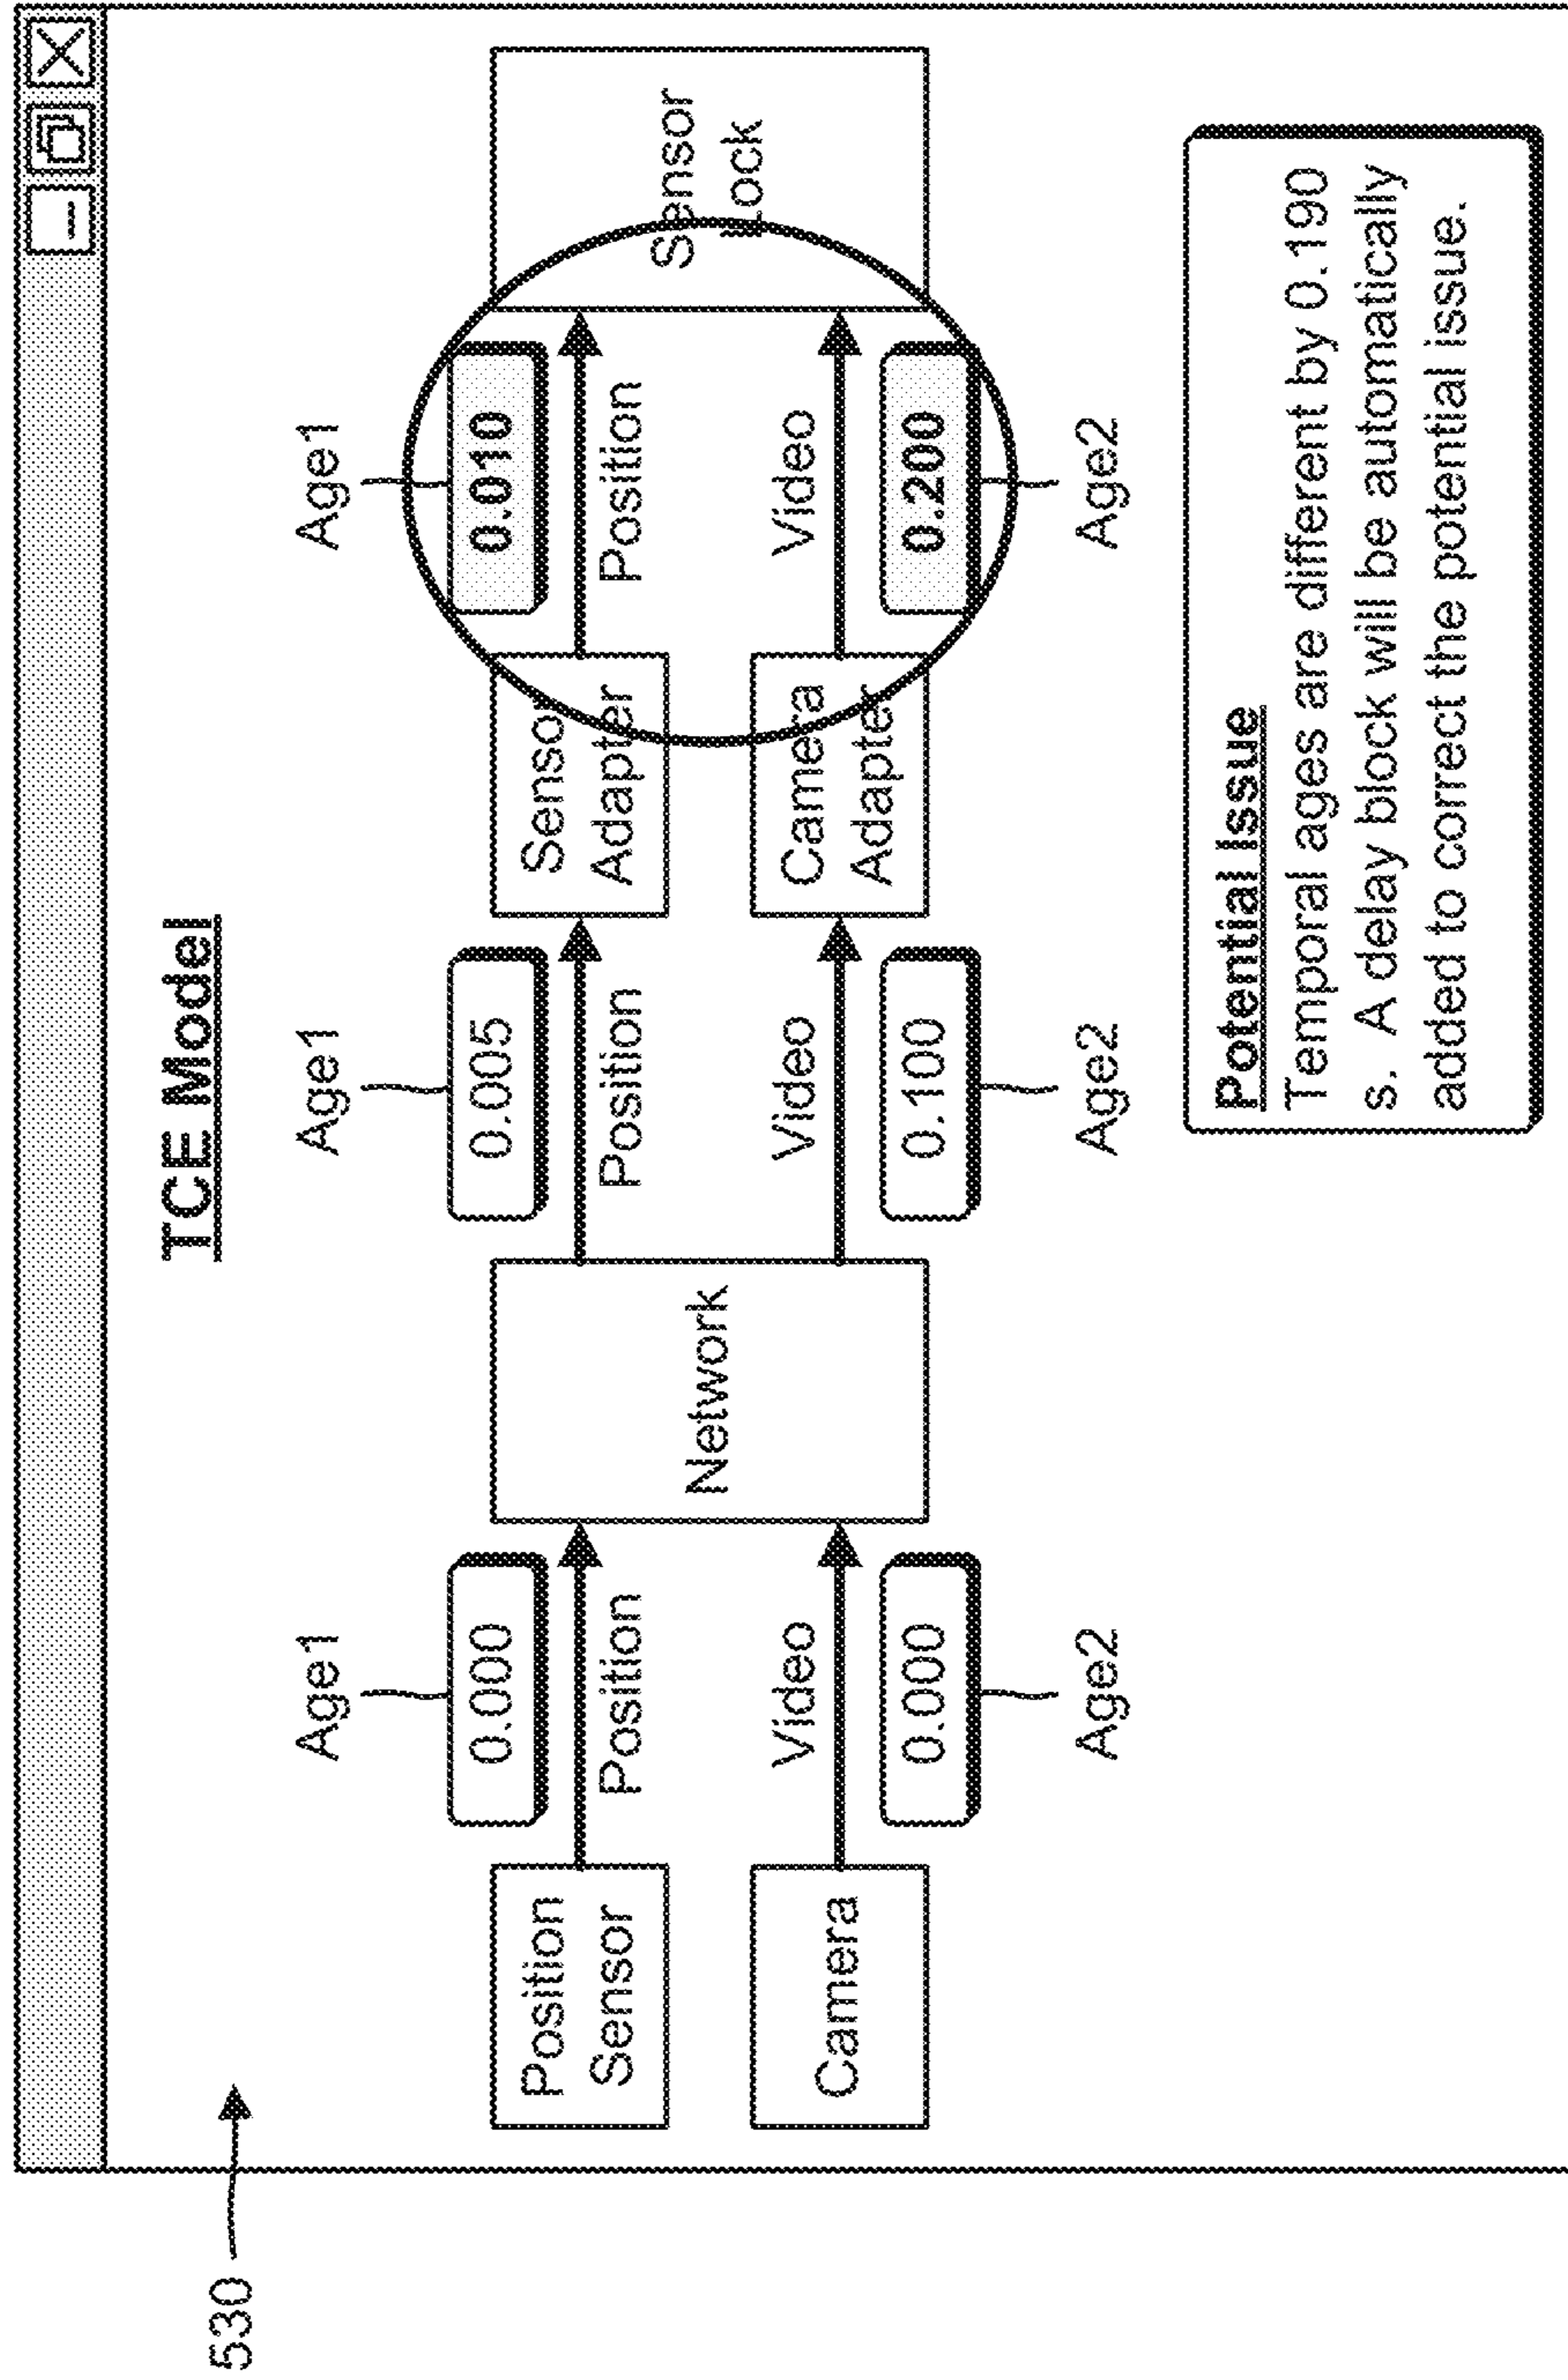 530
TCE Model
Age1
Age1
Age1
0.000
0.005
0.010
Position
Sensor
Position
Position
Sensor
Adapter
Position
Network
Sensor
Lock
Camera
Video
Video
Camera
Adapter
Video
0.000
0.100
0.200
Age2
Age2
Age2
Potential Issue
Temporal ages are different by 0.190
s. A delay block will be automatically
added to correct the potential issue.